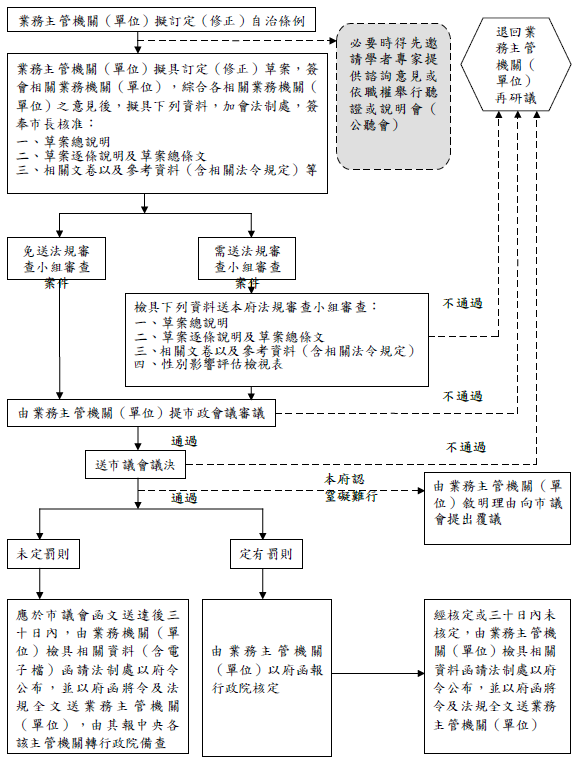 業務主管機關（單位）擬訂定（修正）自治條例
必要時得先邀
請學者專家提
供諮詢意見或
依職權舉行聽
證或說明會（
公聽會）
退回業
務主管
機關（
單位）
再研議
業務主管機關（單位）擬具訂定（修正）草案，簽
會相關業務機關（單位），綜合各相關業務機關（
單位）之意見後，擬具下列資料，加會法制處，簽
奉市長核准：
一、草案總說明
二、草案逐條說明及草案總條文
三、相關文卷以及參考資料（含相關法令規定）等
免送法規審
查小組審查
案件
需送法規審
查小組審查
案件
檢具下列資料送本府法規審查小組審查：
一、草案總說明
二、草案逐條說明及草案總條文
三、相關文卷以及參考資料（含相關法令規定）
四、性別影響評估檢視表
不通過
由業務主管機關（單位）提市政會議審議
不通過
通過
送市議會議決
不通過
通過
本府認
窒礙難行
由業務主管機關（單
位）敘明理由向市議
會提出覆議
未定罰則
定有罰則
應於市議會函文送達後三
十日內，由業務機關（單
位）檢具相關資料（含電
子檔）函請法制處以府令
公布，並以府函將令及法
規全文送業務主管機關
（單位），由其報中央各
該主管機關轉行政院備查
由業務主管機關
（單位）以府函報
行政院核定
經核定或三十日內未
核定，由業務主管機
關（單位）檢具相關
資料函請法制處以府
令公布，並以府函將
令及法規全文送業務
主管機關（單位）